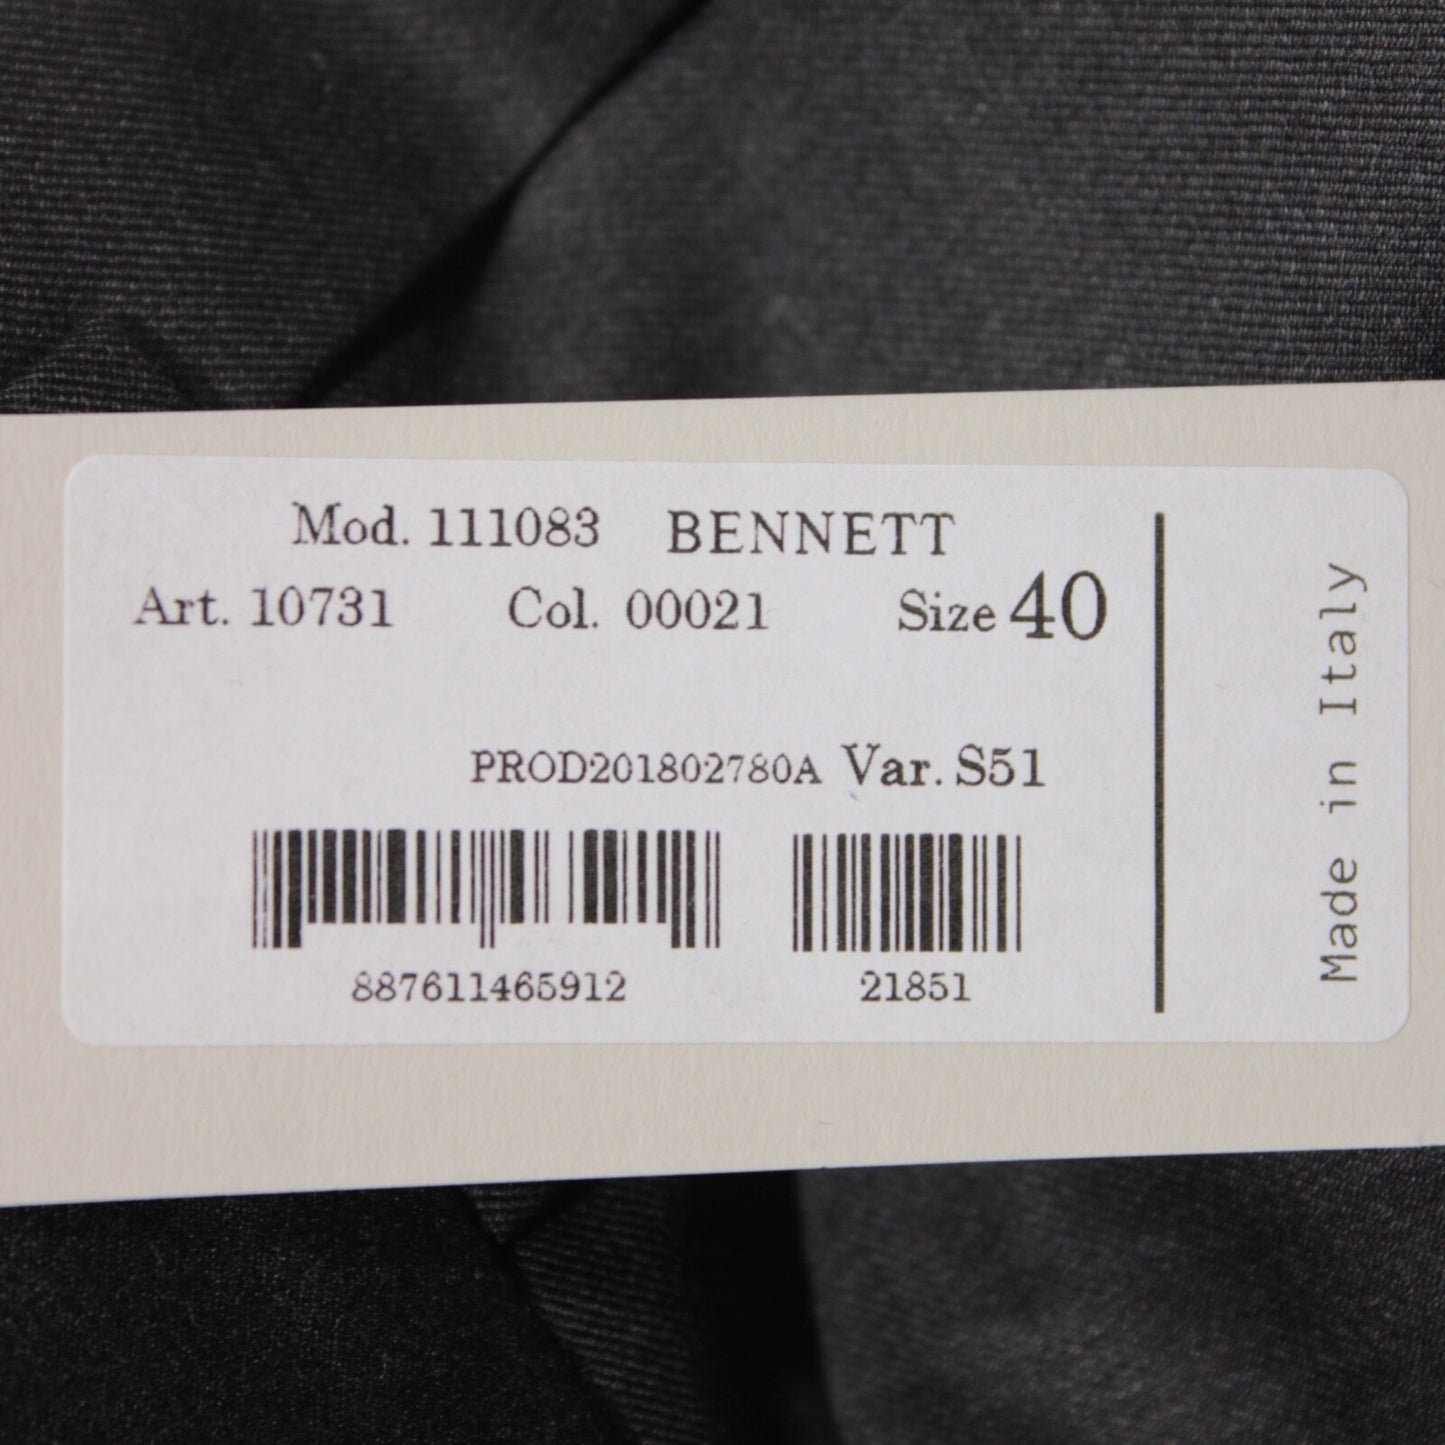 Mod. 111083 BENNETT
Art. 10731 Col. 00021 Size 40
PROD201802780A Var. S51
887611465912 21851
Made in Italy